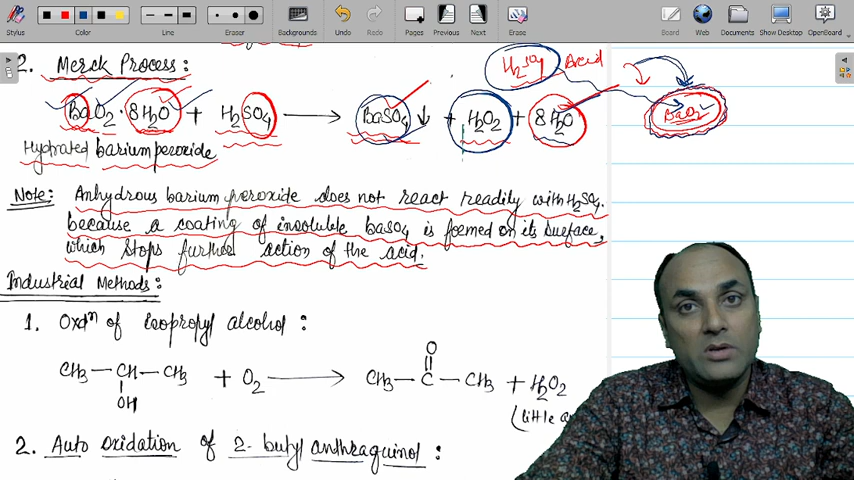 Stylus
Color
Line
Backgrounds
Undo
Redo
Pages
Previous
Next
Erase
Board
Web
Documents
Show Desktop
OpenBoard
2. Merck Process:
H2SO4 Acid
BaO2·8H2O + H2SO4 → BaSO4↓ + H2O2 + 8H2O
BaO2
Hydrated barium peroxide
Note: Anhydrous barium peroxide does not react readily with H2SO4.
because a coating of insoluble BaSO4 is formed on its surface,
which stops further action of the acid.
Industrial Methods:
1. Oxdn of isopropyl alcohol:
O
CH3—CH—CH3 + O2 → CH3—C—CH3 + H2O2
OH
(little
2. Auto oxidation of 2-butyl anthraquinol: